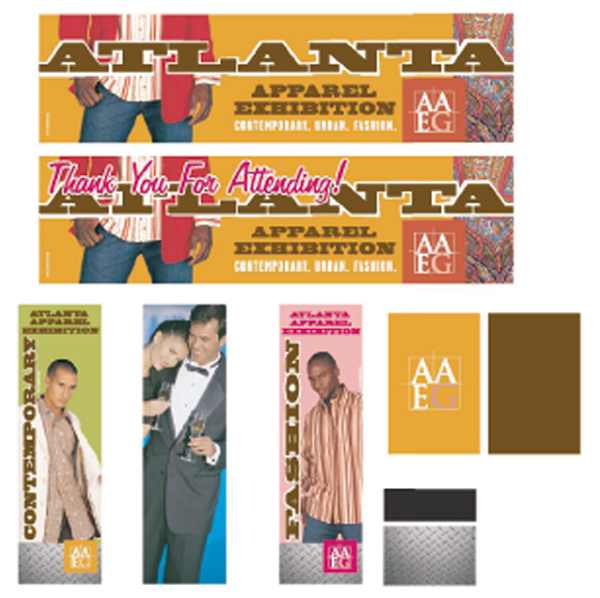 ATLANTA
APPAREL
EXHIBITION
CONTEMPORARY. URBAN. FASHION.
AA
EG
Thank You For Attending!
ATLANTA
APPAREL
EXHIBITION
CONTEMPORARY. URBAN. FASHION.
AA
EG
ATLANTA
APPAREL
EXHIBITION
CONTEMPORARY
AA
EG
ATLANTA
APPAREL
EXHIBITION
FASHION
AA
EG
AA
EG